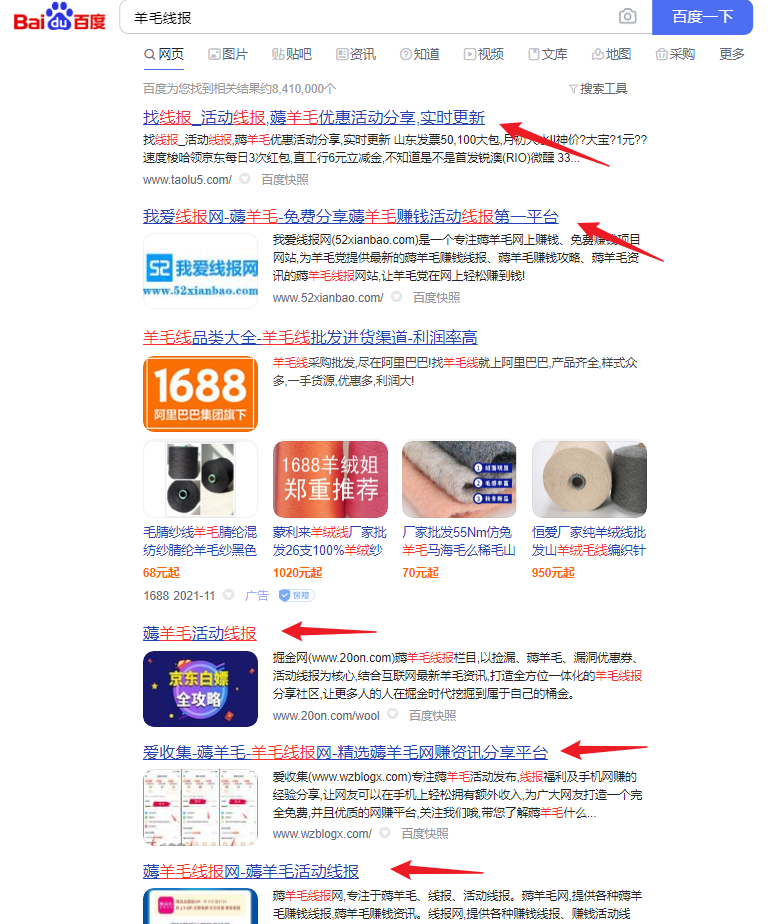 Bai 百度
羊毛线报
百度一下
网页 图片 贴贴吧 资讯 知道 视频 文库 地图 采购 更多
百度为您找到相关结果约8,410,000个
搜索工具
找线报_活动线报,薅羊毛优惠活动分享,实时更新
找线报_活动线报,薅羊毛优惠活动分享,实时更新 山东发票50,100大包,月初大水!!神价?大宝?1元??
速度梭哈领京东每日3次红包,直工行6元立减金,不知道是不是首发锐澳(RIO)微醺 33...
www.taolu5.com/ 百度快照
我爱线报网-薅羊毛-免费分享薅羊毛赚钱活动线报第一平台
52 我爱线报网
www.52xianbao.com
我爱线报网(52xianbao.com)是一个专注薅羊毛网上赚钱、免费赚钱项目
网站,为羊毛党提供最新的薅羊毛赚钱线报、薅羊毛赚钱攻略、薅羊毛资
讯的薅羊毛线报网站,让羊毛党在网上轻松赚到钱!
www.52xianbao.com/ 百度快照
羊毛线品类大全-羊毛线批发进货渠道-利润率高
1688
阿里巴巴集团旗下
羊毛线采购批发,尽在阿里巴巴!找羊毛线就上阿里巴巴,产品齐全,样式众
多,一手货源,优惠多,利润大!
1688羊绒姐
郑重推荐
1
2
3
毛腈纱线羊毛腈纶混
纺纱腈纶羊毛纱黑色
68元起
蒙利来羊绒线厂家批
发26支100%羊绒纱
1020元起
厂家批发55Nm仿兔
羊毛马海毛么稀毛山
70元起
恒爱厂家纯羊绒线批
发山羊绒毛线编织针
950元起
1688 2021-11 广告 保障
薅羊毛活动线报
京东白嫖
全攻略
掘金网(www.20on.com)薅羊毛线报栏目,以捡漏、薅羊毛、漏洞优惠券、
活动线报为核心,结合互联网最新羊毛资讯,打造全方位一体化的羊毛线报
分享社区,让更多人的人在掘金时代挖掘到属于自己的桶金。
www.20on.com/wool 百度快照
爱收集-薅羊毛-羊毛线报网-精选薅羊毛网赚资讯分享平台
爱收集(www.wzblogx.com)专注薅羊毛活动发布,线报福利及手机网赚的
经验分享,让网友可以在手机上轻松拥有额外收入,为广大网友打造一个完
全免费,并且优质的网赚平台,关注我们哦,带您了解薅羊毛什么...
www.wzblogx.com/ 百度快照
薅羊毛线报网-薅羊毛活动线报
薅羊毛线报网,专注于薅羊毛、线报、活动线报。薅羊毛网,提供各种薅羊
毛赚钱线报,薅羊毛赚钱资讯。线报网,提供各种赚钱线报、赚钱活动线